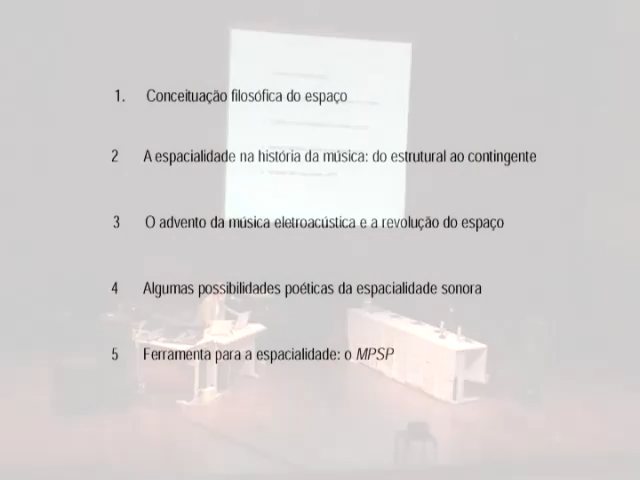 1. Conceituação filosófica do espaço
2 A espacialidade na história da música: do estrutural ao contingente
3 O advento da música eletroacústica e a revolução do espaço
4 Algumas possibilidades poéticas da espacialidade sonora
5 Ferramenta para a espacialidade: o MPSP